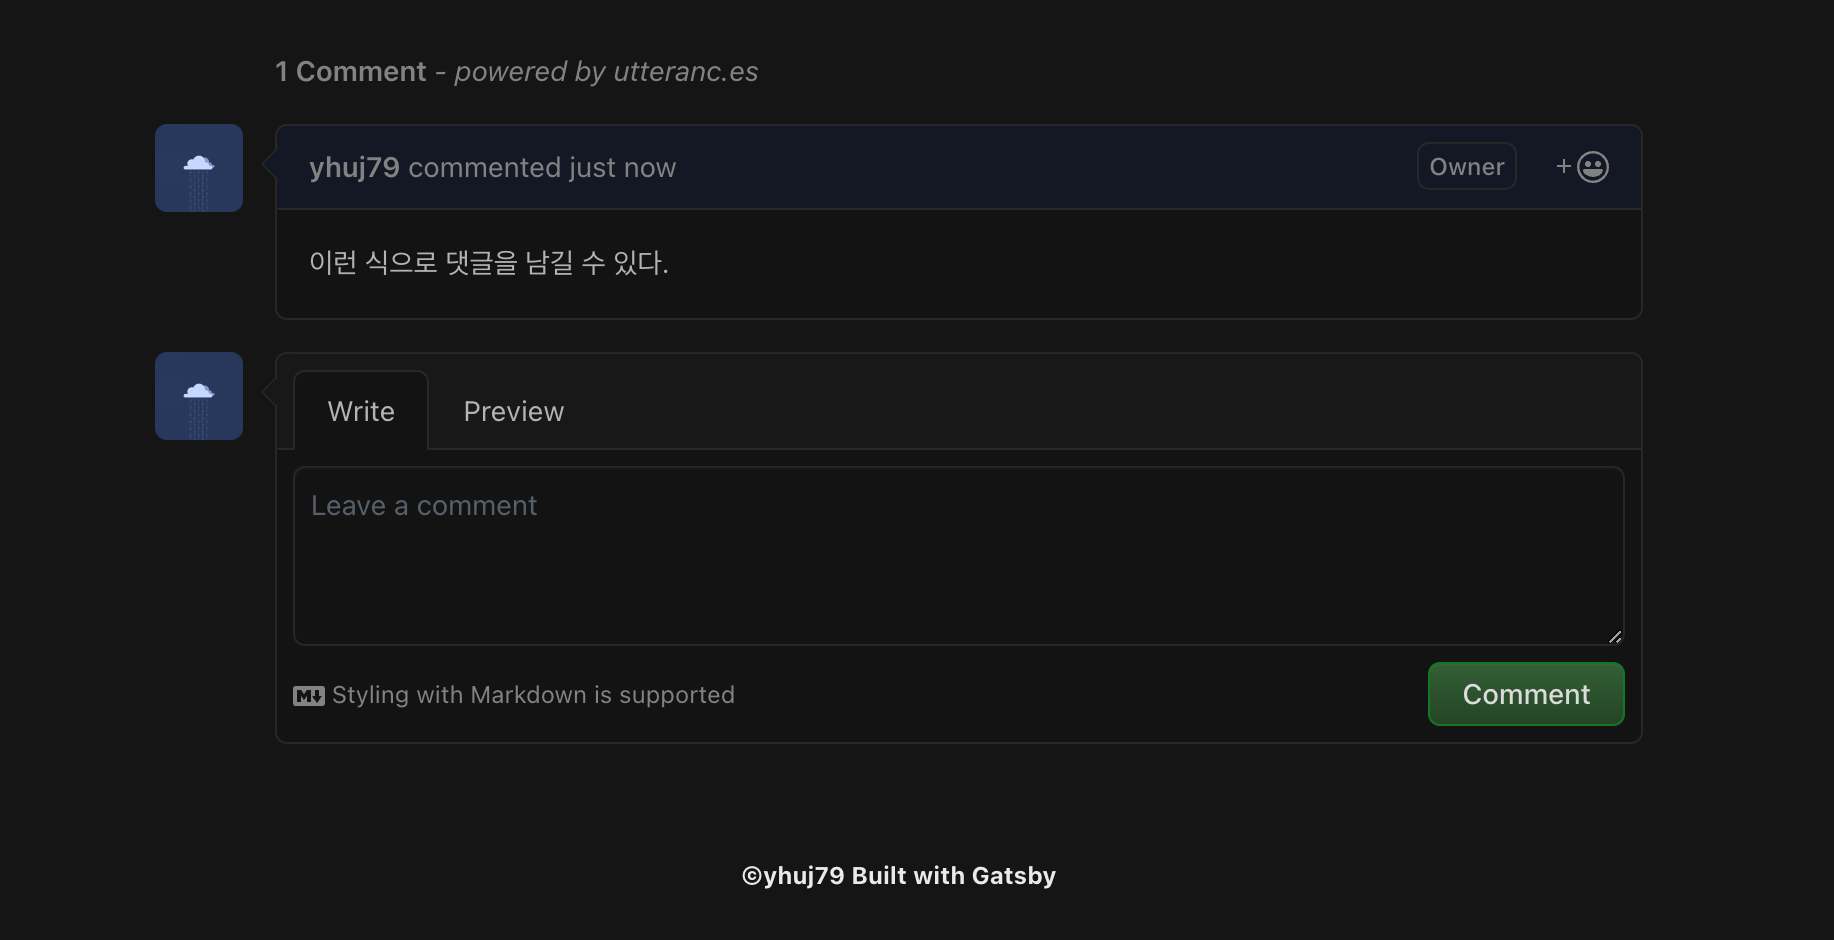 1 Comment - powered by utteranc.es
yhuj79 commented just now
Owner
+
이런 식으로 댓글을 남길 수 있다.
Write
Preview
Leave a comment
M Styling with Markdown is supported
Comment
©yhuj79 Built with Gatsby